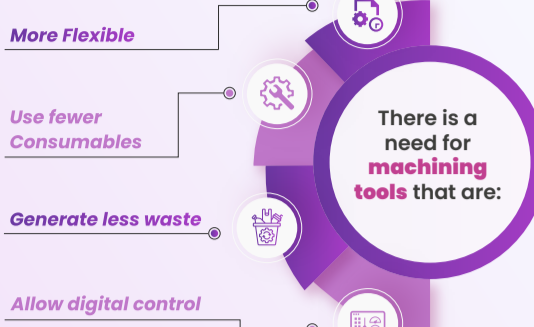 More Flexible
Use fewer
Consumables
Generate less waste
Allow digital control
There is a
need for
machining
tools that are: